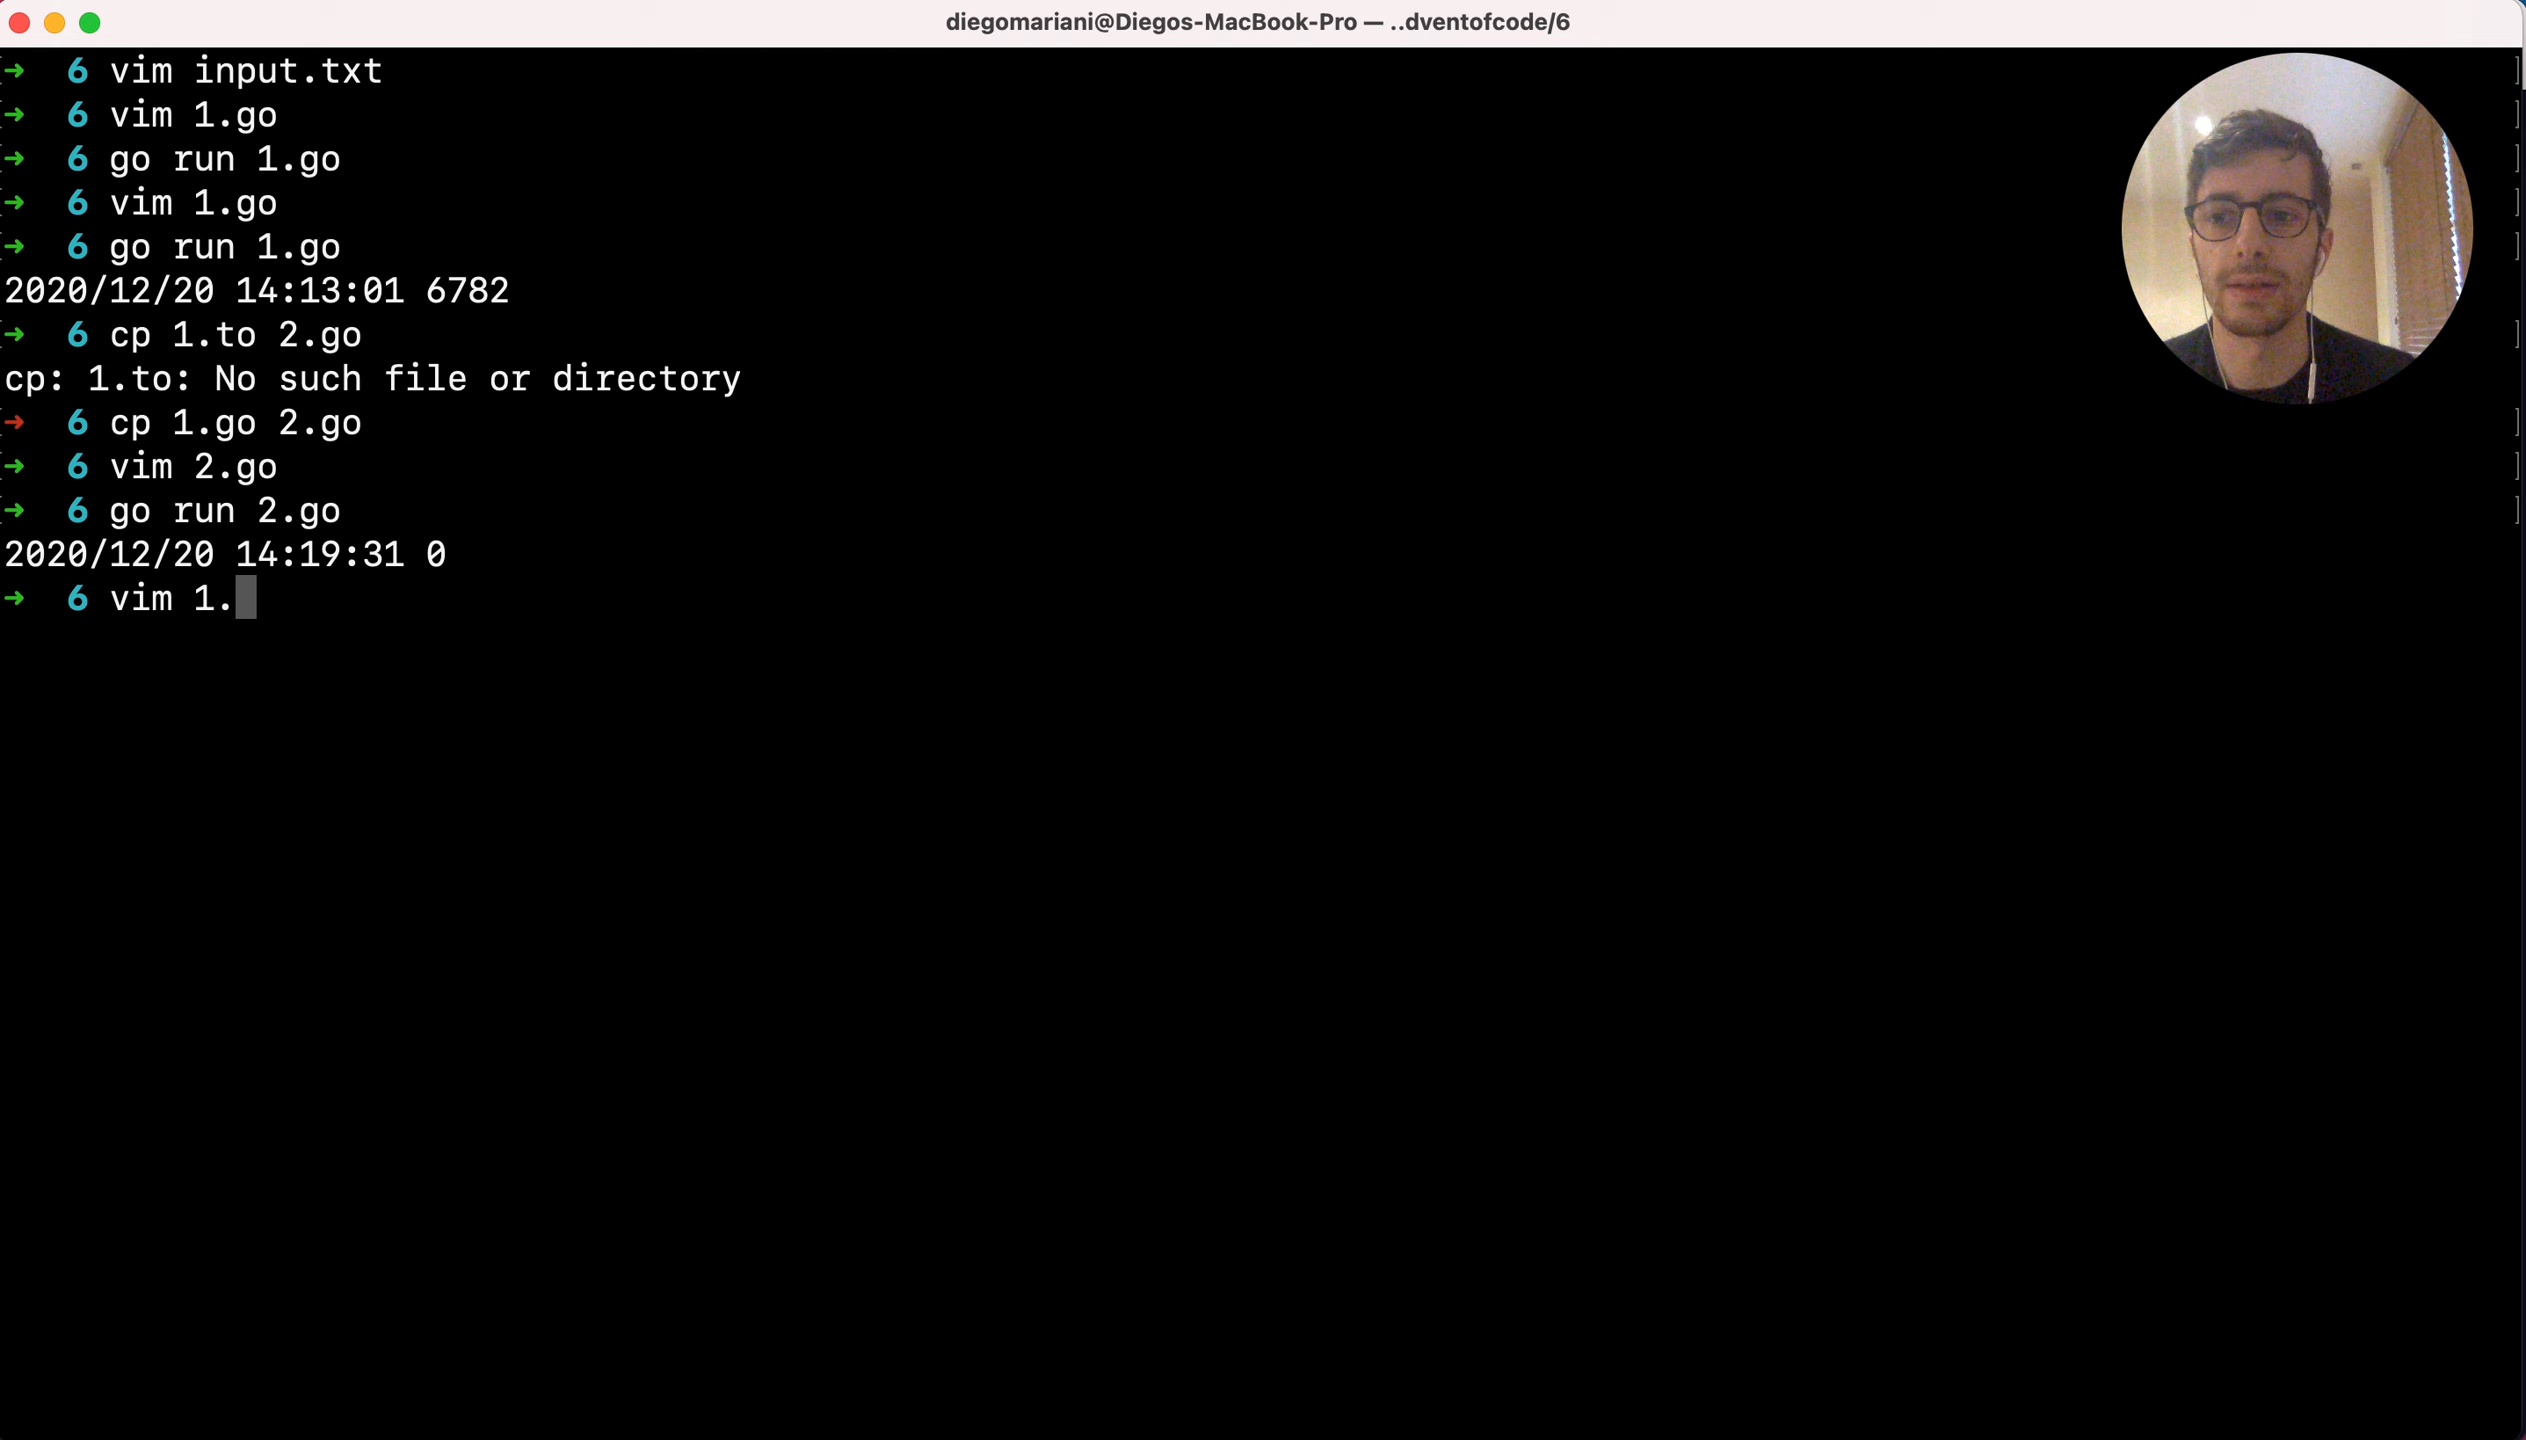 diegomariani@Diegos-MacBook-Pro — ..dventofcode/6
➜ 6 vim input.txt
➜ 6 vim 1.go
➜ 6 go run 1.go
➜ 6 vim 1.go
➜ 6 go run 1.go
2020/12/20 14:13:01 6782
➜ 6 cp 1.to 2.go
cp: 1.to: No such file or directory
➜ 6 cp 1.go 2.go
➜ 6 vim 2.go
➜ 6 go run 2.go
2020/12/20 14:19:31 0
➜ 6 vim 1.